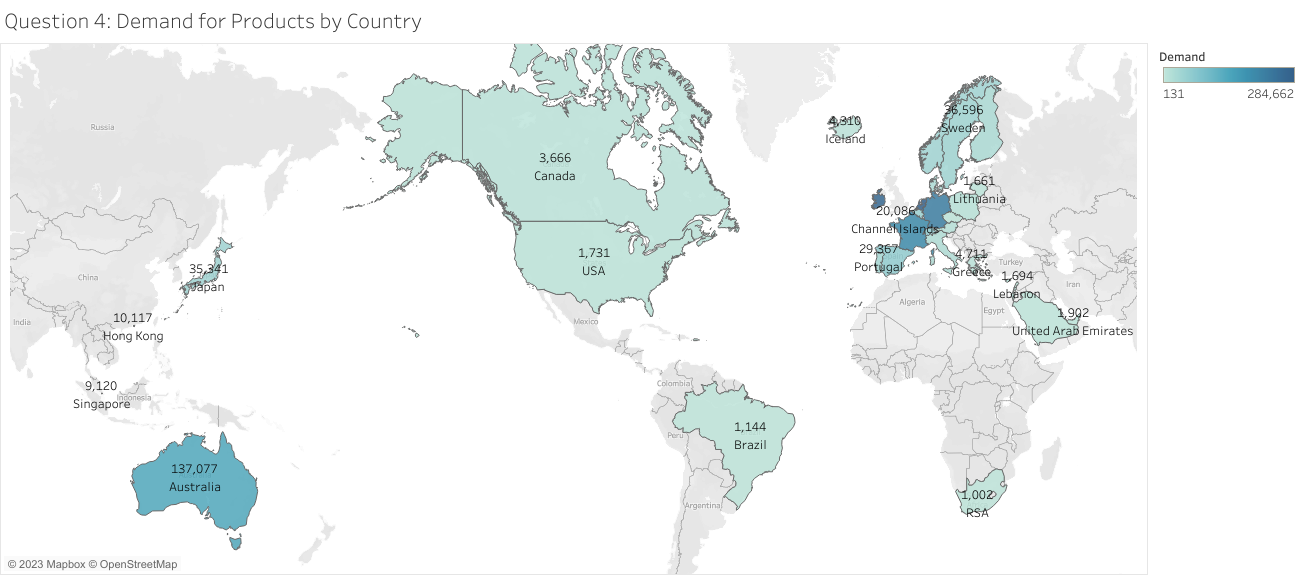 Question 4: Demand for Products by Country
Demand
131 284,662
Russia
China
India
35,341
Japan
10,117
Hong Kong
9,120
Singapore
Indonesia
137,077
Australia
3,666
Canada
1,731
USA
Mexico
Colombia
Peru
1,144
Brazil
Argentina
4,310
Iceland
36,596
Sweden
1,661
Lithuania
20,086
Channel Islands
29,367
Portugal
4,711
Greece
Turkey
1,694
Lebanon
Iran
Algeria
Egypt
1,902
United Arab Emirates
1,002
RSA
© 2023 Mapbox © OpenStreetMap